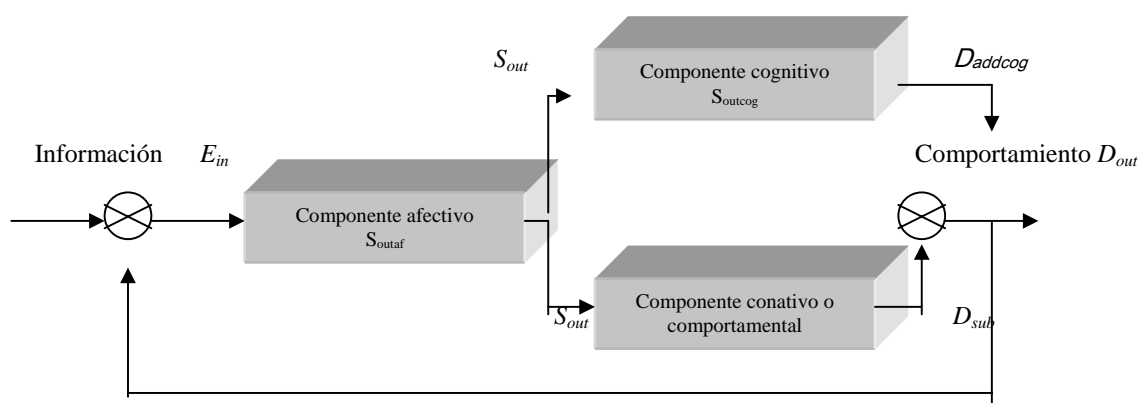 S_out
Componente cognitivo
S_outcog
D_addcog
Información
E_in
Comportamiento D_out
Componente afectivo
S_outaf
S_out
Componente conativo o
comportamental
D_sub